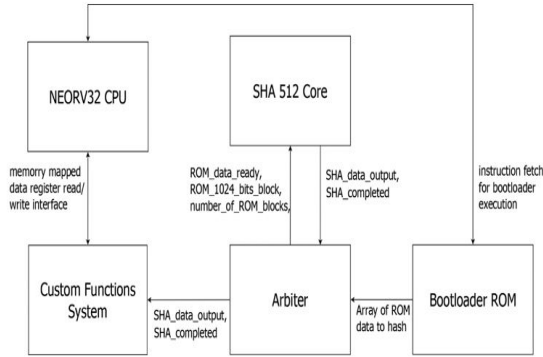 NEORV32 CPU
SHA 512 Core
memorry mapped
data register read/
write interface
ROM_data_ready,
ROM_1024_bits_block,
number_of_ROM_blocks,
SHA_data_output,
SHA_completed
instruction fetch
for bootloader
execution
Custom Functions
System
SHA_data_output,
SHA_completed
Arbiter
Array of ROM
data to hash
Bootloader ROM